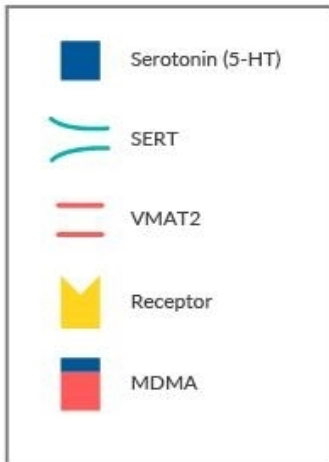 Serotonin (5-HT)
SERT
VMAT2
Receptor
MDMA